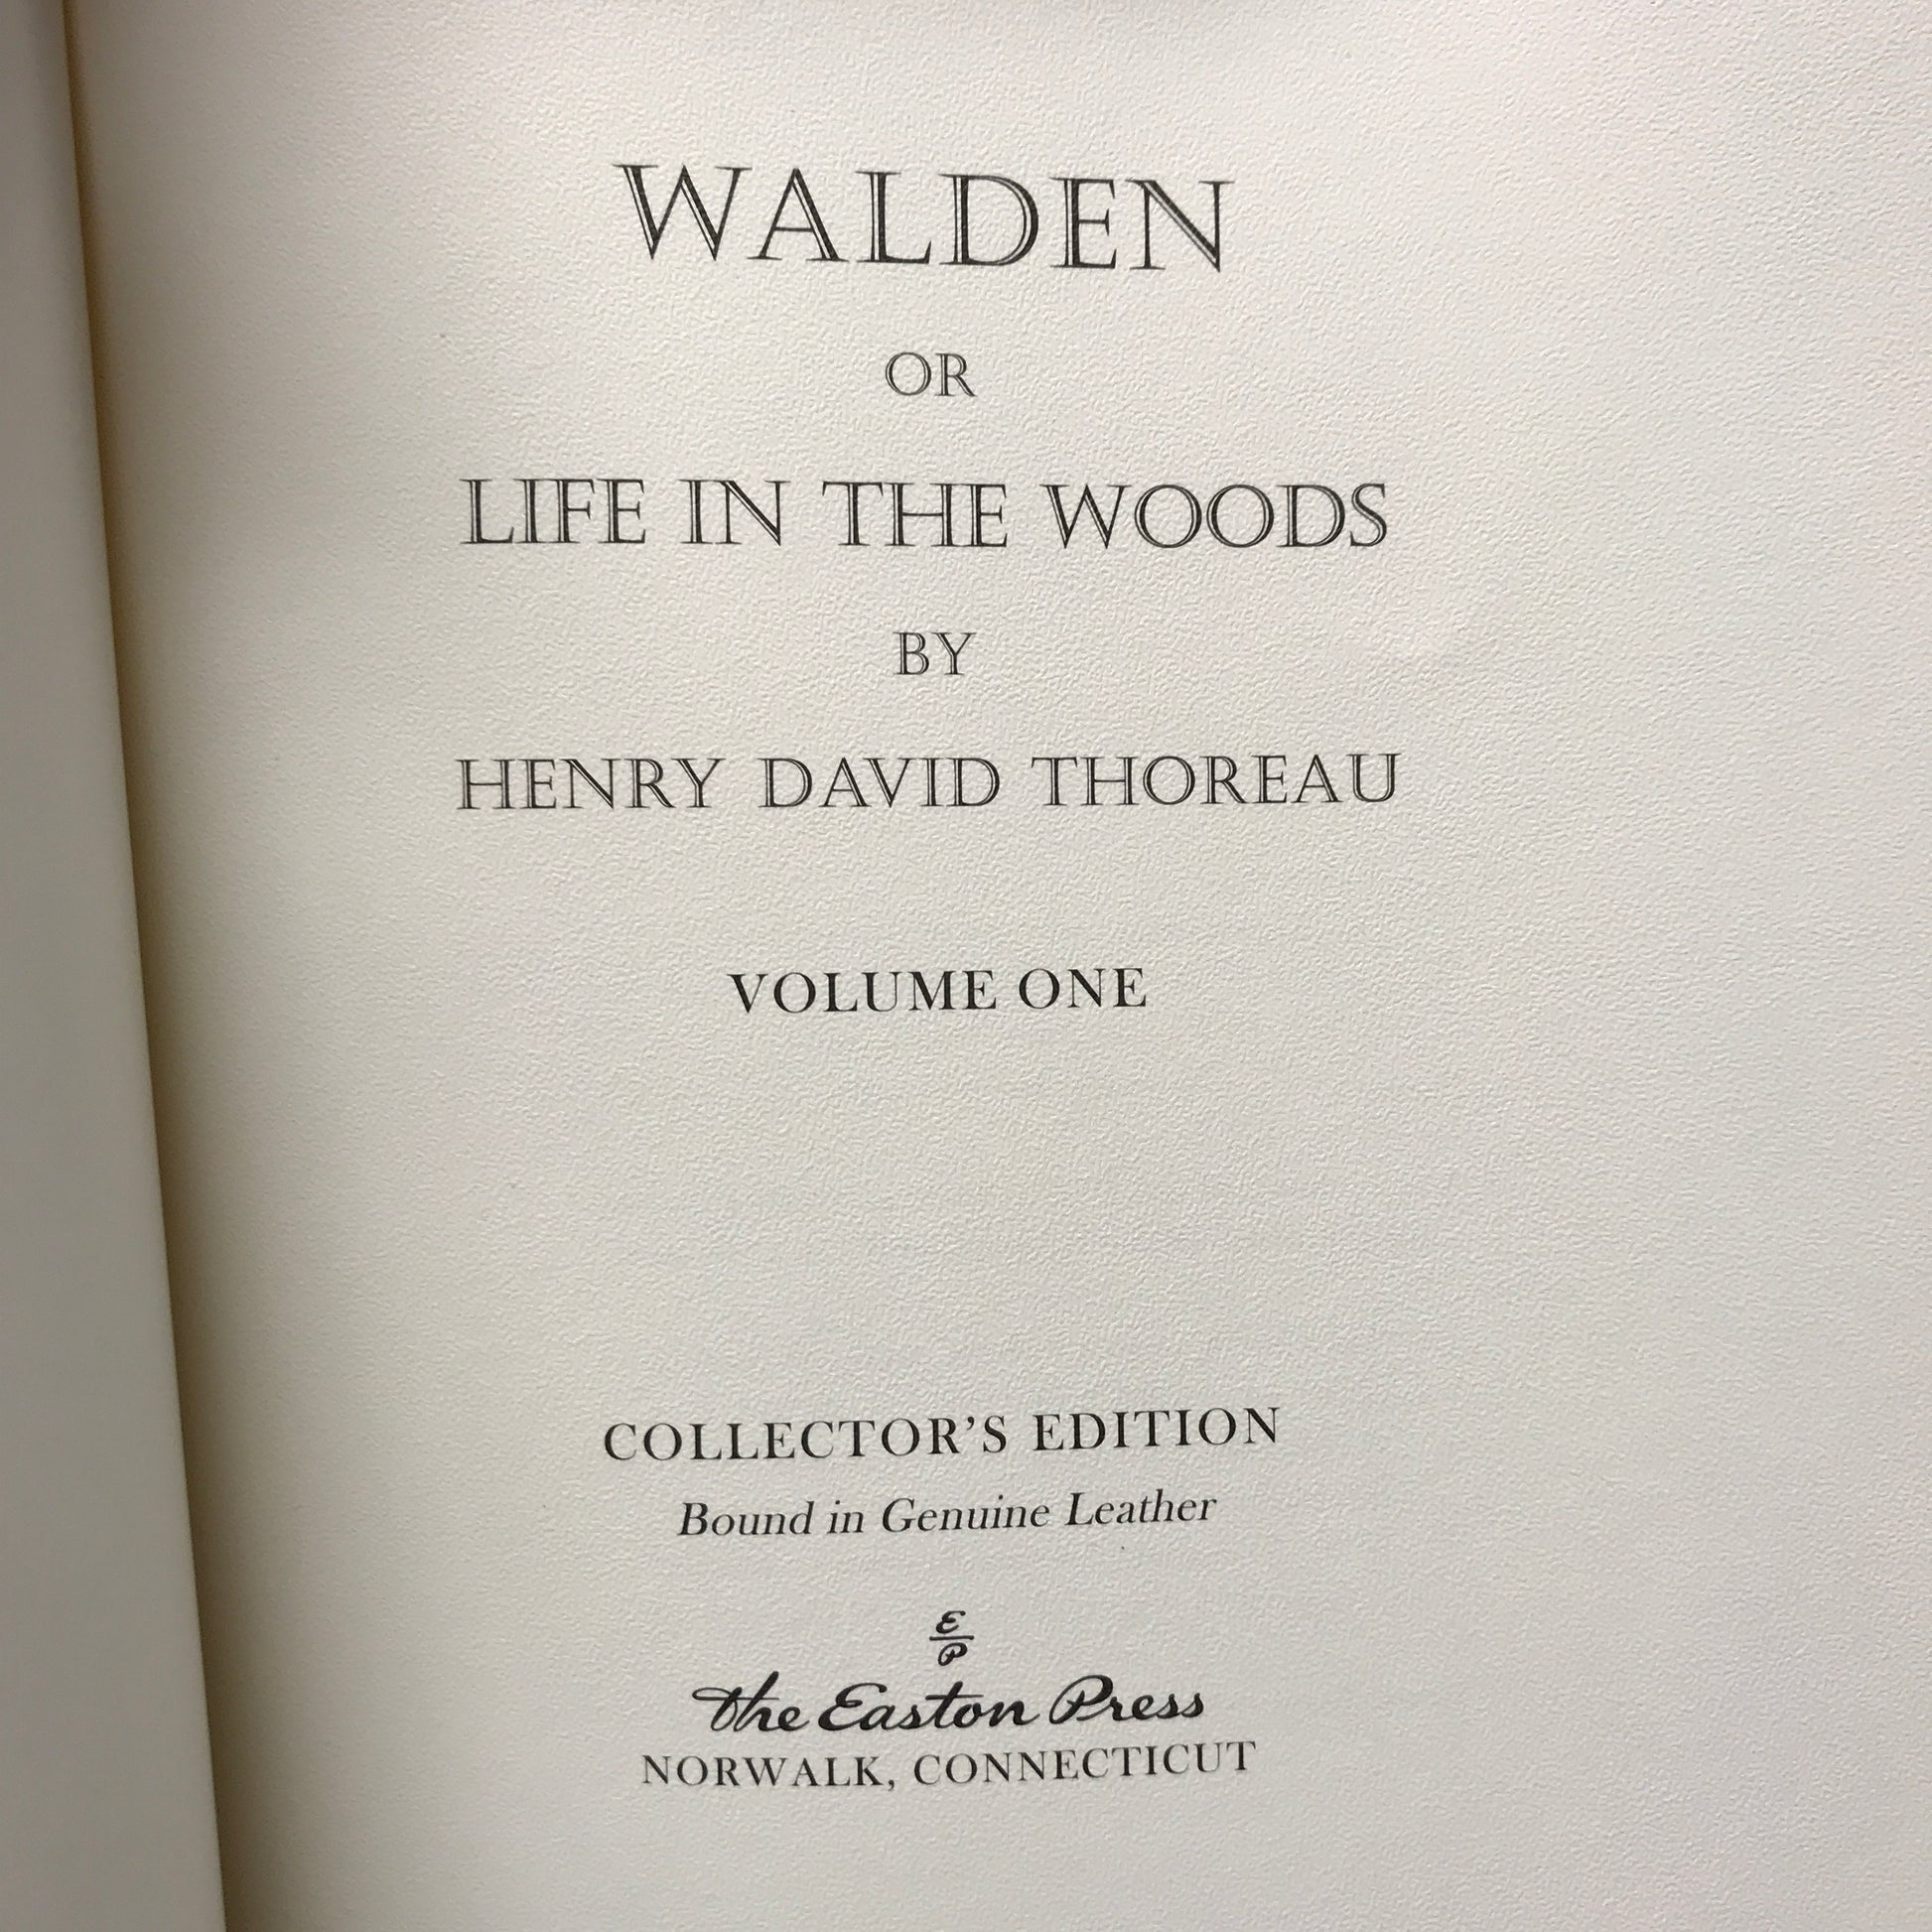 WALDEN
OR
LIFE IN THE WOODS
BY
HENRY DAVID THOREAU
VOLUME ONE
COLLECTOR'S EDITION
Bound in Genuine Leather
E
P
The Easton Press
NORWALK, CONNECTICUT